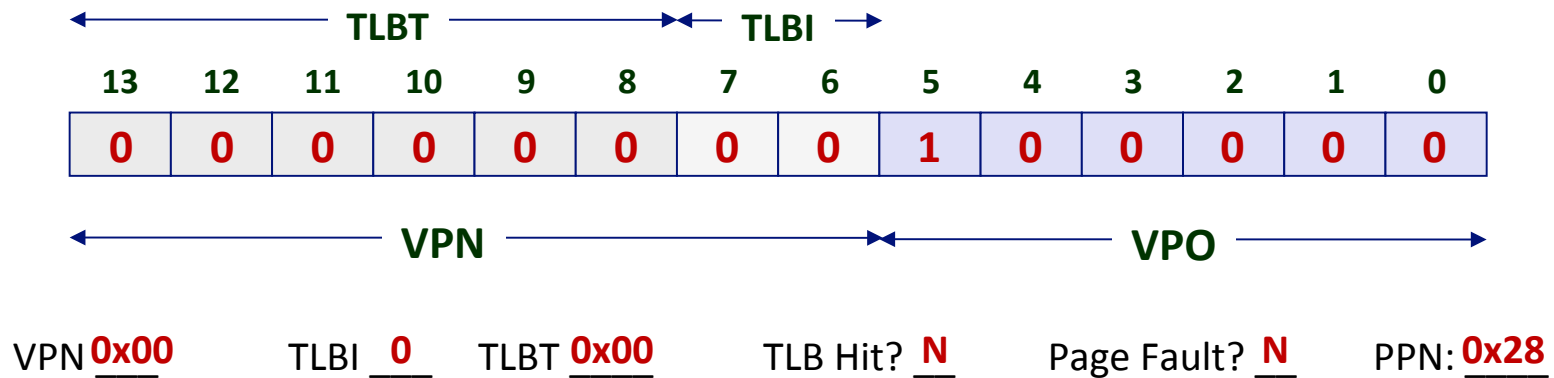 TLBT TLBI
13 12 11 10 9 8 7 6 5 4 3 2 1 0
0 0 0 0 0 0 0 0 1 0 0 0 0 0
VPN VPO
VPN 0x00 TLBI 0 TLBT 0x00 TLB Hit? N Page Fault? N PPN: 0x28